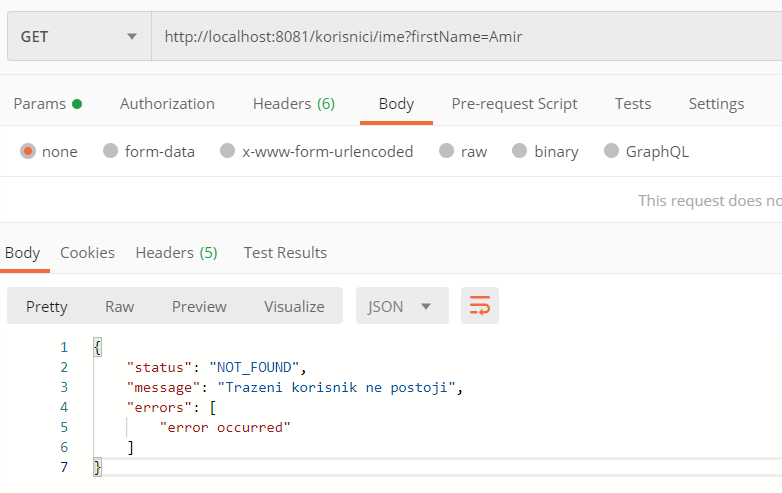 GET http://localhost:8081/korisnici/ime?firstName=Amir
Params Authorization Headers (6) Body Pre-request Script Tests Settings
none form-data x-www-form-urlencoded raw binary GraphQL
This request does no
Body Cookies Headers (5) Test Results
Pretty Raw Preview Visualize JSON
1 {
2 "status": "NOT_FOUND",
3 "message": "Trazeni korisnik ne postoji",
4 "errors": [
5 "error occurred"
6 ]
7 }